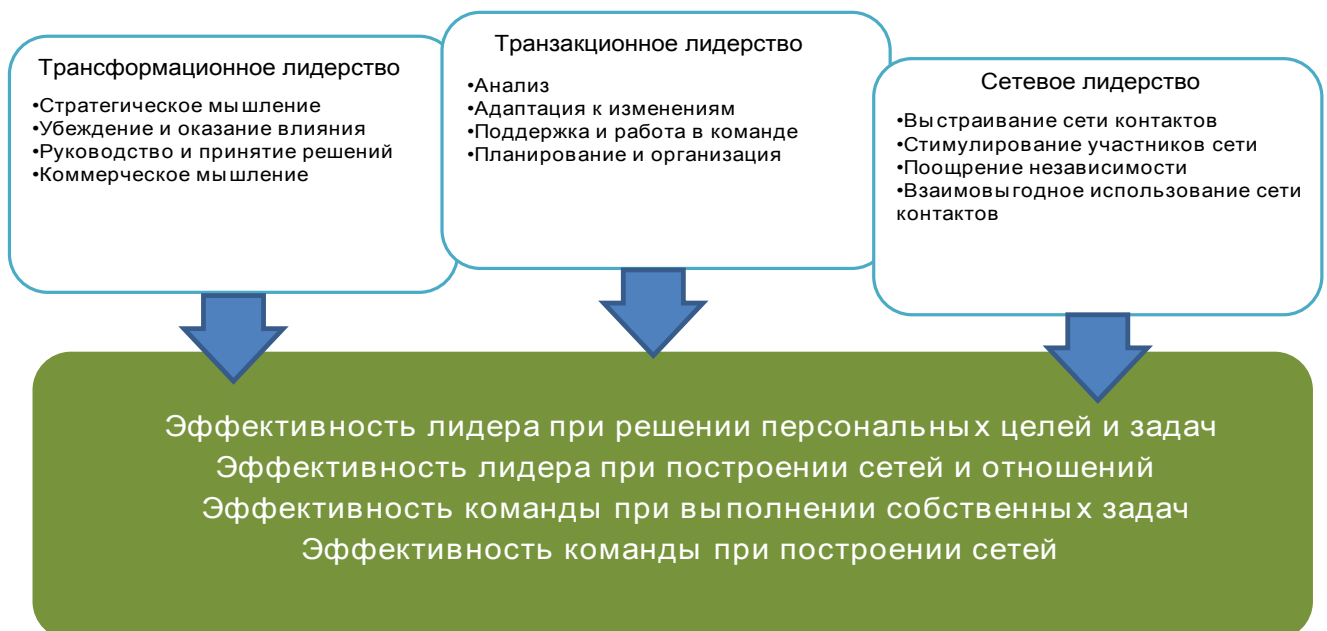 Трансформационное лидерство
•Стратегическое мышление
•Убеждение и оказание влияния
•Руководство и принятие решений
•Коммерческое мышление
Транзакционное лидерство
•Анализ
•Адаптация к изменениям
•Поддержка и работа в команде
•Планирование и организация
Сетевое лидерство
•Выстраивание сети контактов
•Стимулирование участников сети
•Поощрение независимости
•Взаимовыгодное использование сети
контактов
Эффективность лидера при решении персональных целей и задач
Эффективность лидера при построении сетей и отношений
Эффективность команды при выполнении собственных задач
Эффективность команды при построении сетей